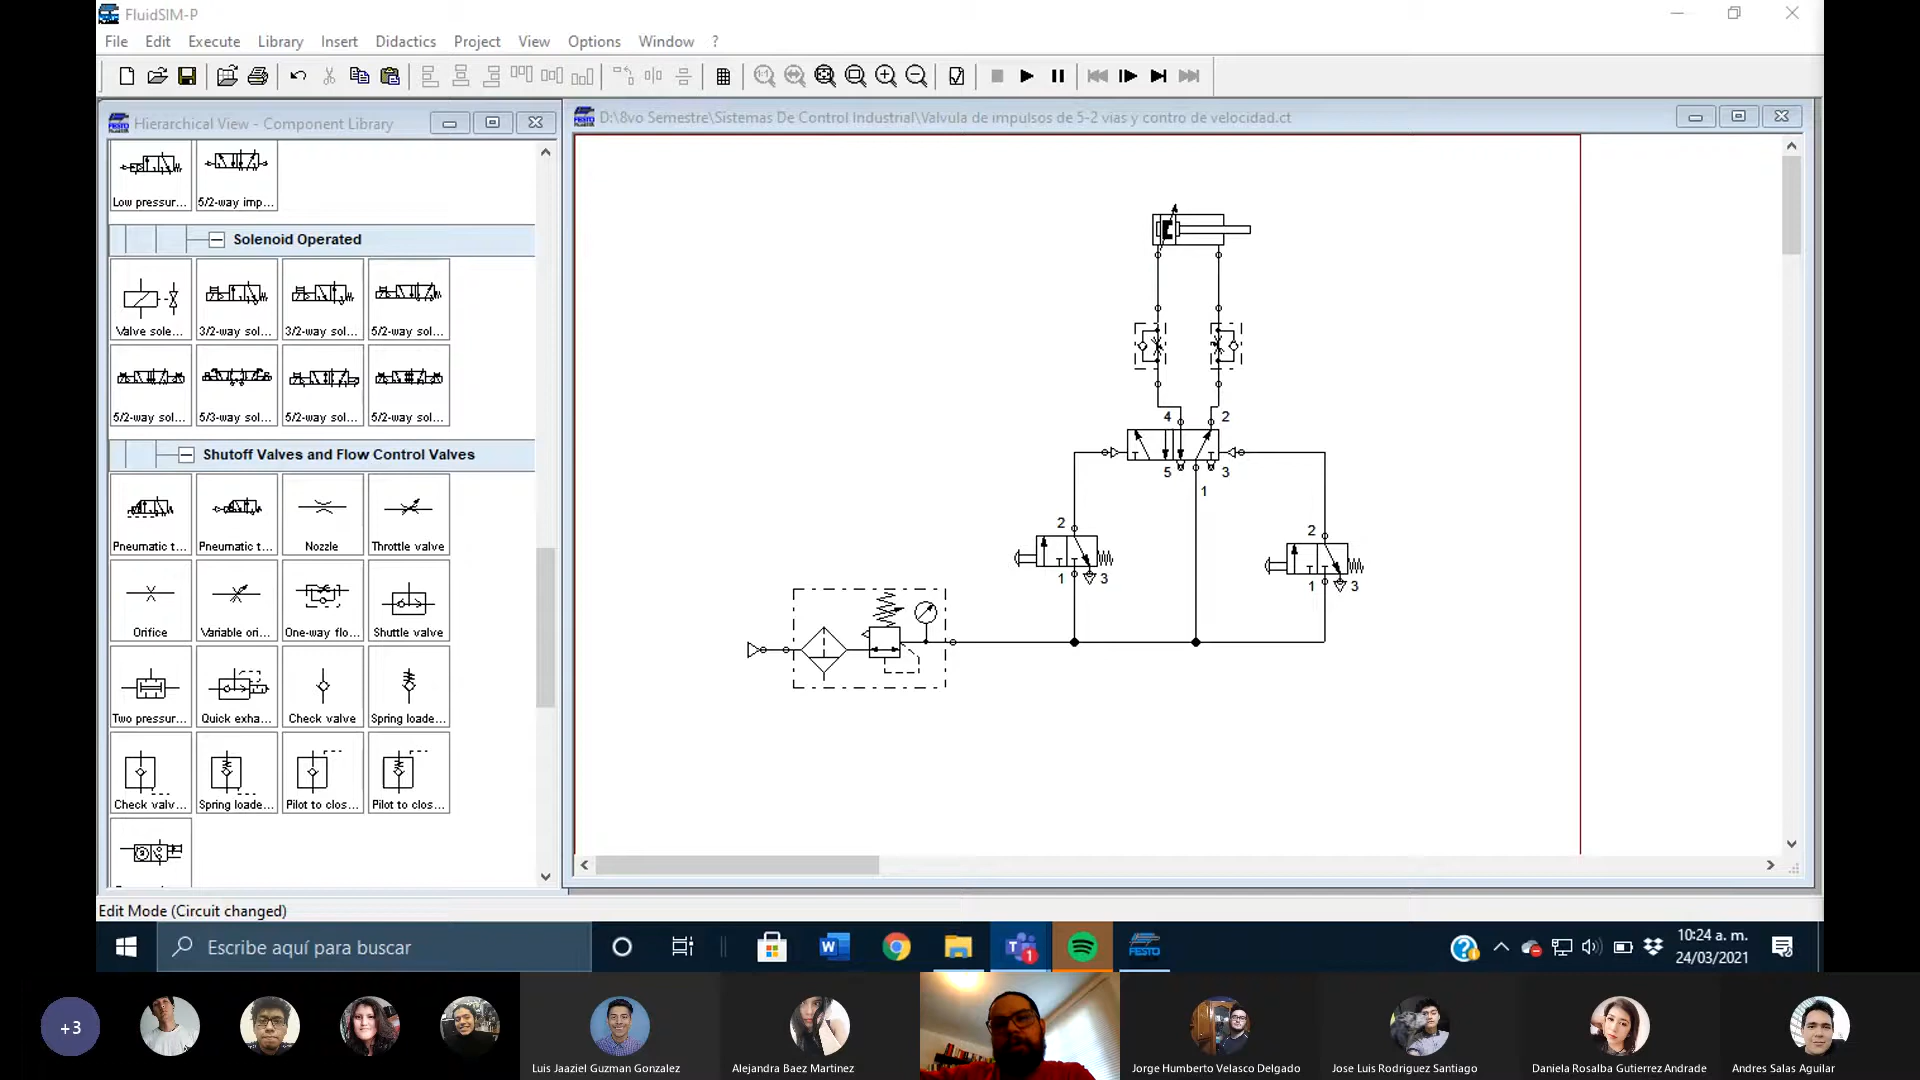 FluidSIM-P
File Edit Execute Library Insert Didactics Project View Options Window ?
Hierarchical View - Component Library
D:\8vo Semestre\Sistemas De Control Industrial\Valvula de impulsos de 5-2 vias y contro de velocidad.ct
Low pressur... 5/2-way imp...
Solenoid Operated
Valve sole... 3/2-way sol... 3/2-way sol... 5/2-way sol...
5/2-way sol... 5/3-way sol... 5/2-way sol... 5/2-way sol...
Shutoff Valves and Flow Control Valves
Pneumatic t... Pneumatic t... Nozzle Throttle valve
Orifice Variable ori... One-way flo... Shuttle valve
Two pressur... Quick exha... Check valve Spring loade...
Check valv... Spring loade... Pilot to clos... Pilot to clos...
4 2
5 3
1
2
1 3
2
1 3
Edit Mode (Circuit changed)
Escribe aquí para buscar
FESTO
10:24 a. m.
24/03/2021
+3
Luis Jaaziel Guzman Gonzalez
Alejandra Baez Martinez
Jorge Humberto Velasco Delgado
Jose Luis Rodriguez Santiago
Daniela Rosalba Gutierrez Andrade
Andres Salas Aguilar